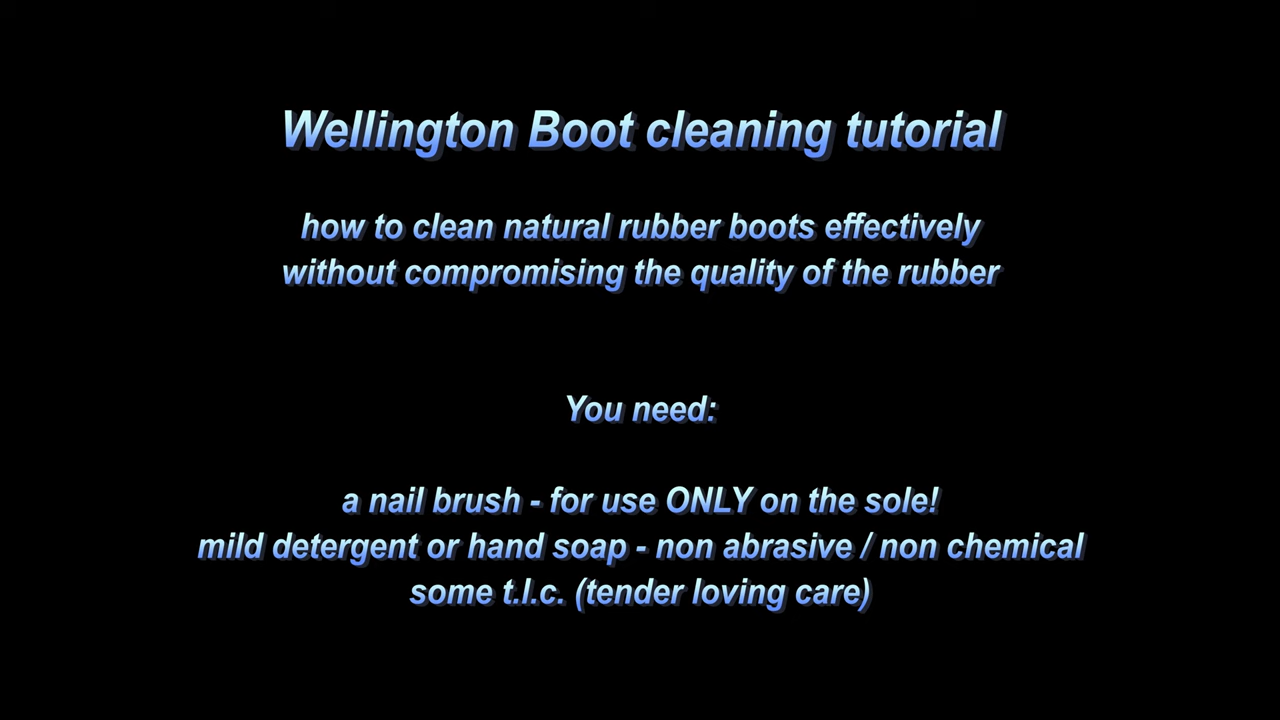 Wellington Boot cleaning tutorial
how to clean natural rubber boots effectively
without compromising the quality of the rubber
You need:
a nail brush - for use ONLY on the sole!
mild detergent or hand soap - non abrasive / non chemical
some t.l.c. (tender loving care)